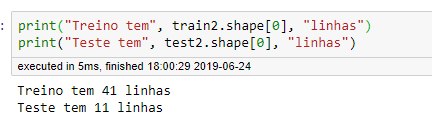 : print("Treino tem", train2.shape[0], "linhas")
print("Teste tem", test2.shape[0], "linhas")
executed in 5ms, finished 18:00:29 2019-06-24
Treino tem 41 linhas
Teste tem 11 linhas